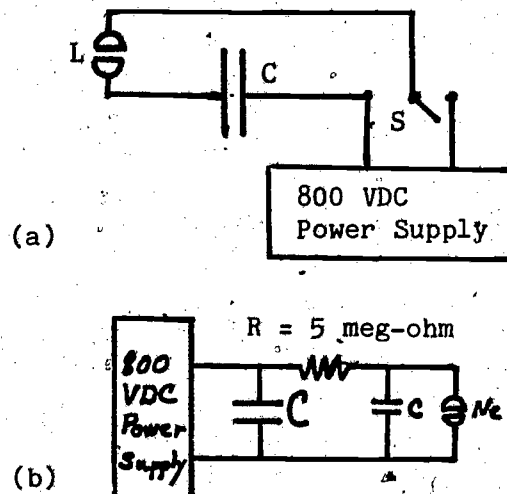 L
C
S
800 VDC
Power Supply
(a)
R = 5 meg-ohm
800
VDC
Power
Supply
C
c
Ne
(b)